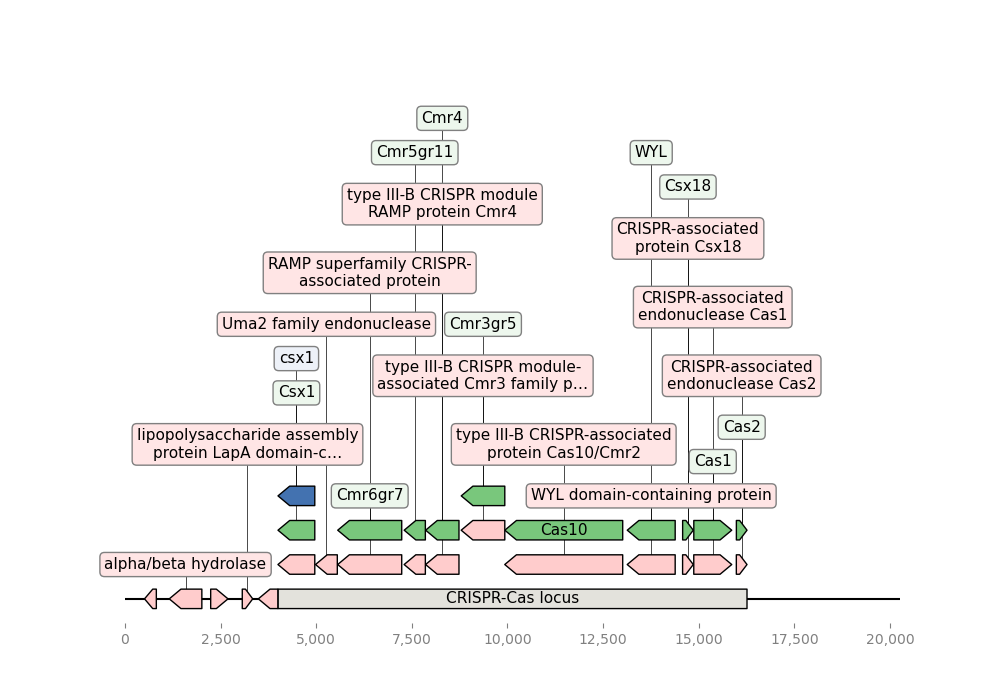 Cmr4
Cmr5gr11
WYL
Csx18
type III-B CRISPR module
RAMP protein Cmr4
CRISPR-associated
protein Csx18
RAMP superfamily CRISPR-
associated protein
CRISPR-associated
endonuclease Cas1
Uma2 family endonuclease
Cmr3gr5
csx1
type III-B CRISPR module-
associated Cmr3 family p...
CRISPR-associated
endonuclease Cas2
Csx1
lipopolysaccharide assembly
protein LapA domain-c...
type III-B CRISPR-associated
protein Cas10/Cmr2
Cas2
Cas1
Cmr6gr7
WYL domain-containing protein
Cas10
alpha/beta hydrolase
CRISPR-Cas locus
0
2,500
5,000
7,500
10,000
12,500
15,000
17,500
20,000